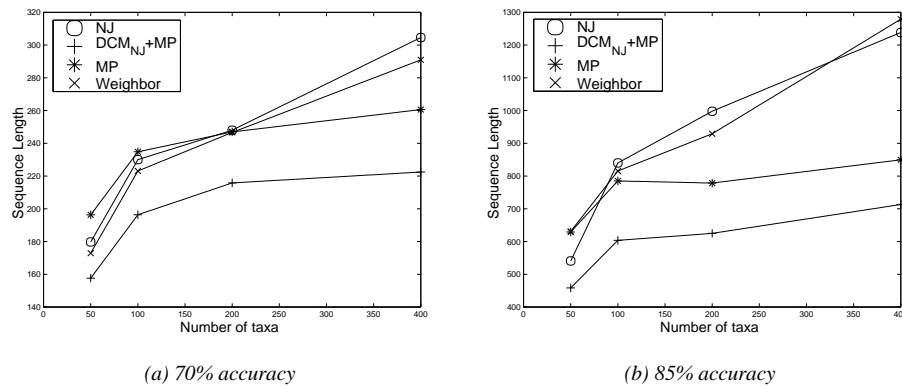 320
300
280
260
240
220
200
180
160
140
Sequence Length
NJ
DCM_NJ+MP
MP
Weighbor
0 50 100 150 200 250 300 350 400
Number of taxa
(a) 70% accuracy
1300
1200
1100
1000
900
800
700
600
500
400
Sequence Length
NJ
DCM_NJ+MP
MP
Weighbor
0 50 100 150 200 250 300 350 400
Number of taxa
(b) 85% accuracy